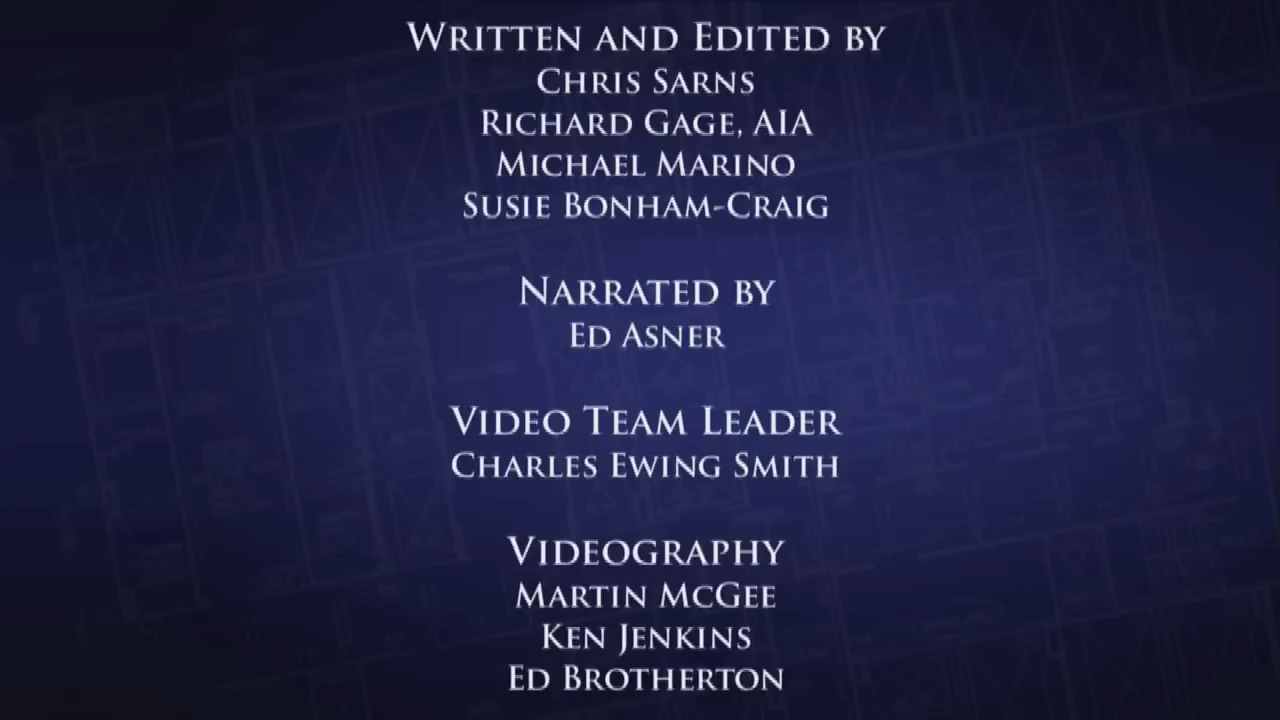 Written and Edited by
Chris Sarns
Richard Gage, AIA
Michael Marino
Susie Bonham-Craig
Narrated by
Ed Asner
Video Team Leader
Charles Ewing Smith
Videography
Martin McGee
Ken Jenkins
Ed Brotherton